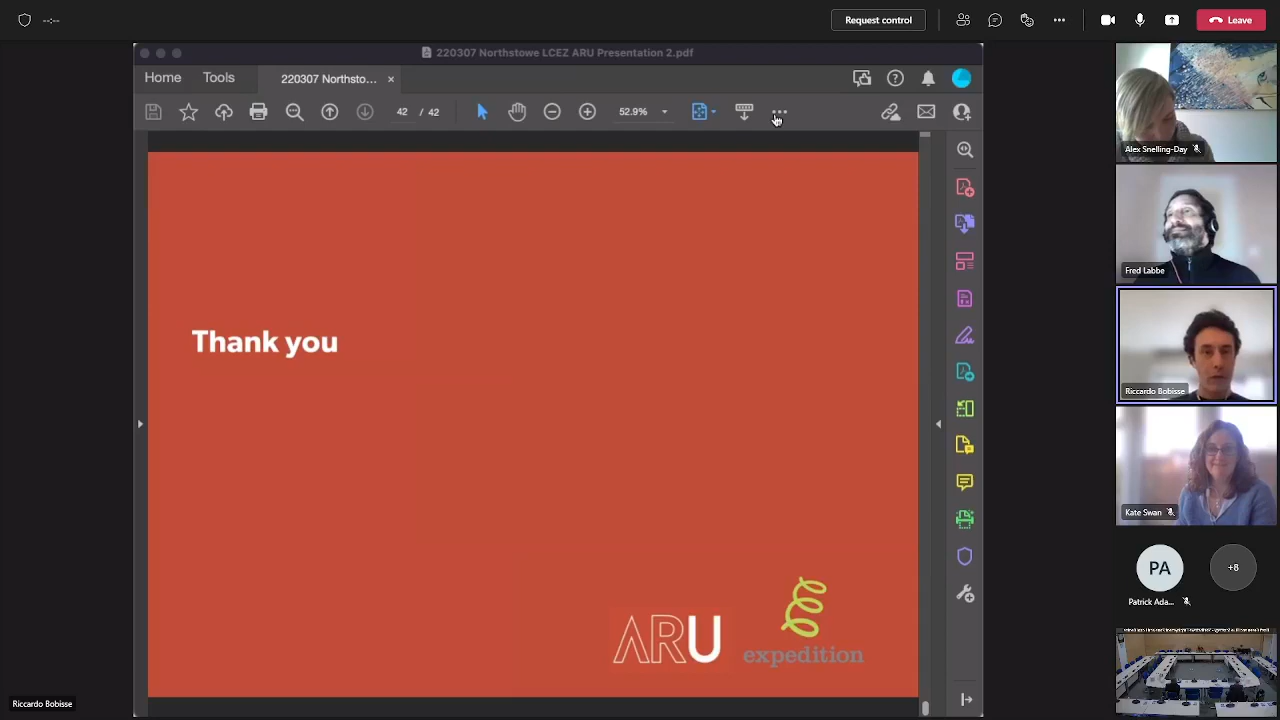 --:--
Request control
Leave
220307 Northstowe LCEZ ARU Presentation 2.pdf
Home
Tools
220307 Northsto...
42 / 42
52.9%
Thank you
ARU
expedition
Alex Snelling-Day
Fred Labbe
Riccardo Bobisse
Kate Swan
PA
+8
Patrick Ada...
Riccardo Bobisse